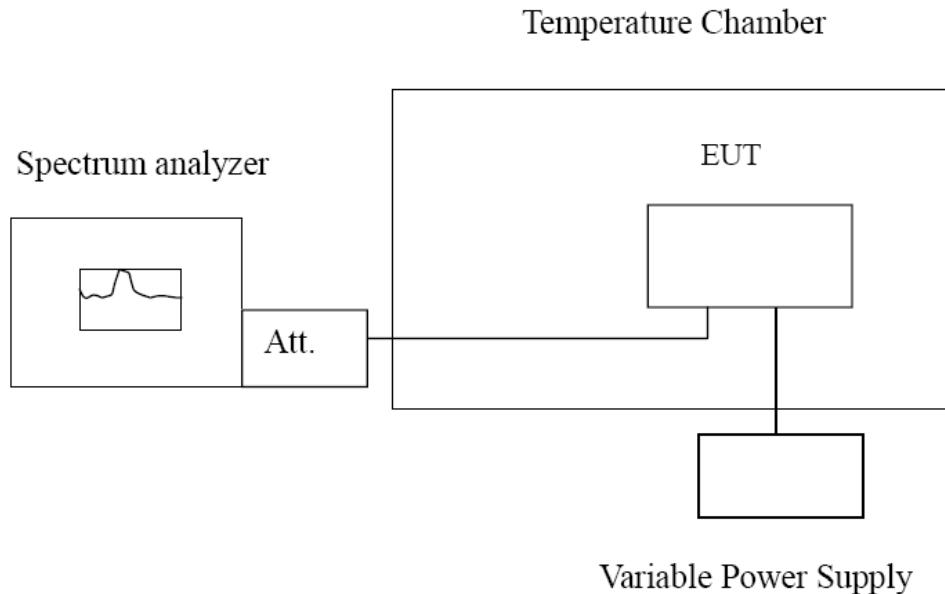 Temperature Chamber
Spectrum analyzer
EUT
Att.
Variable Power Supply